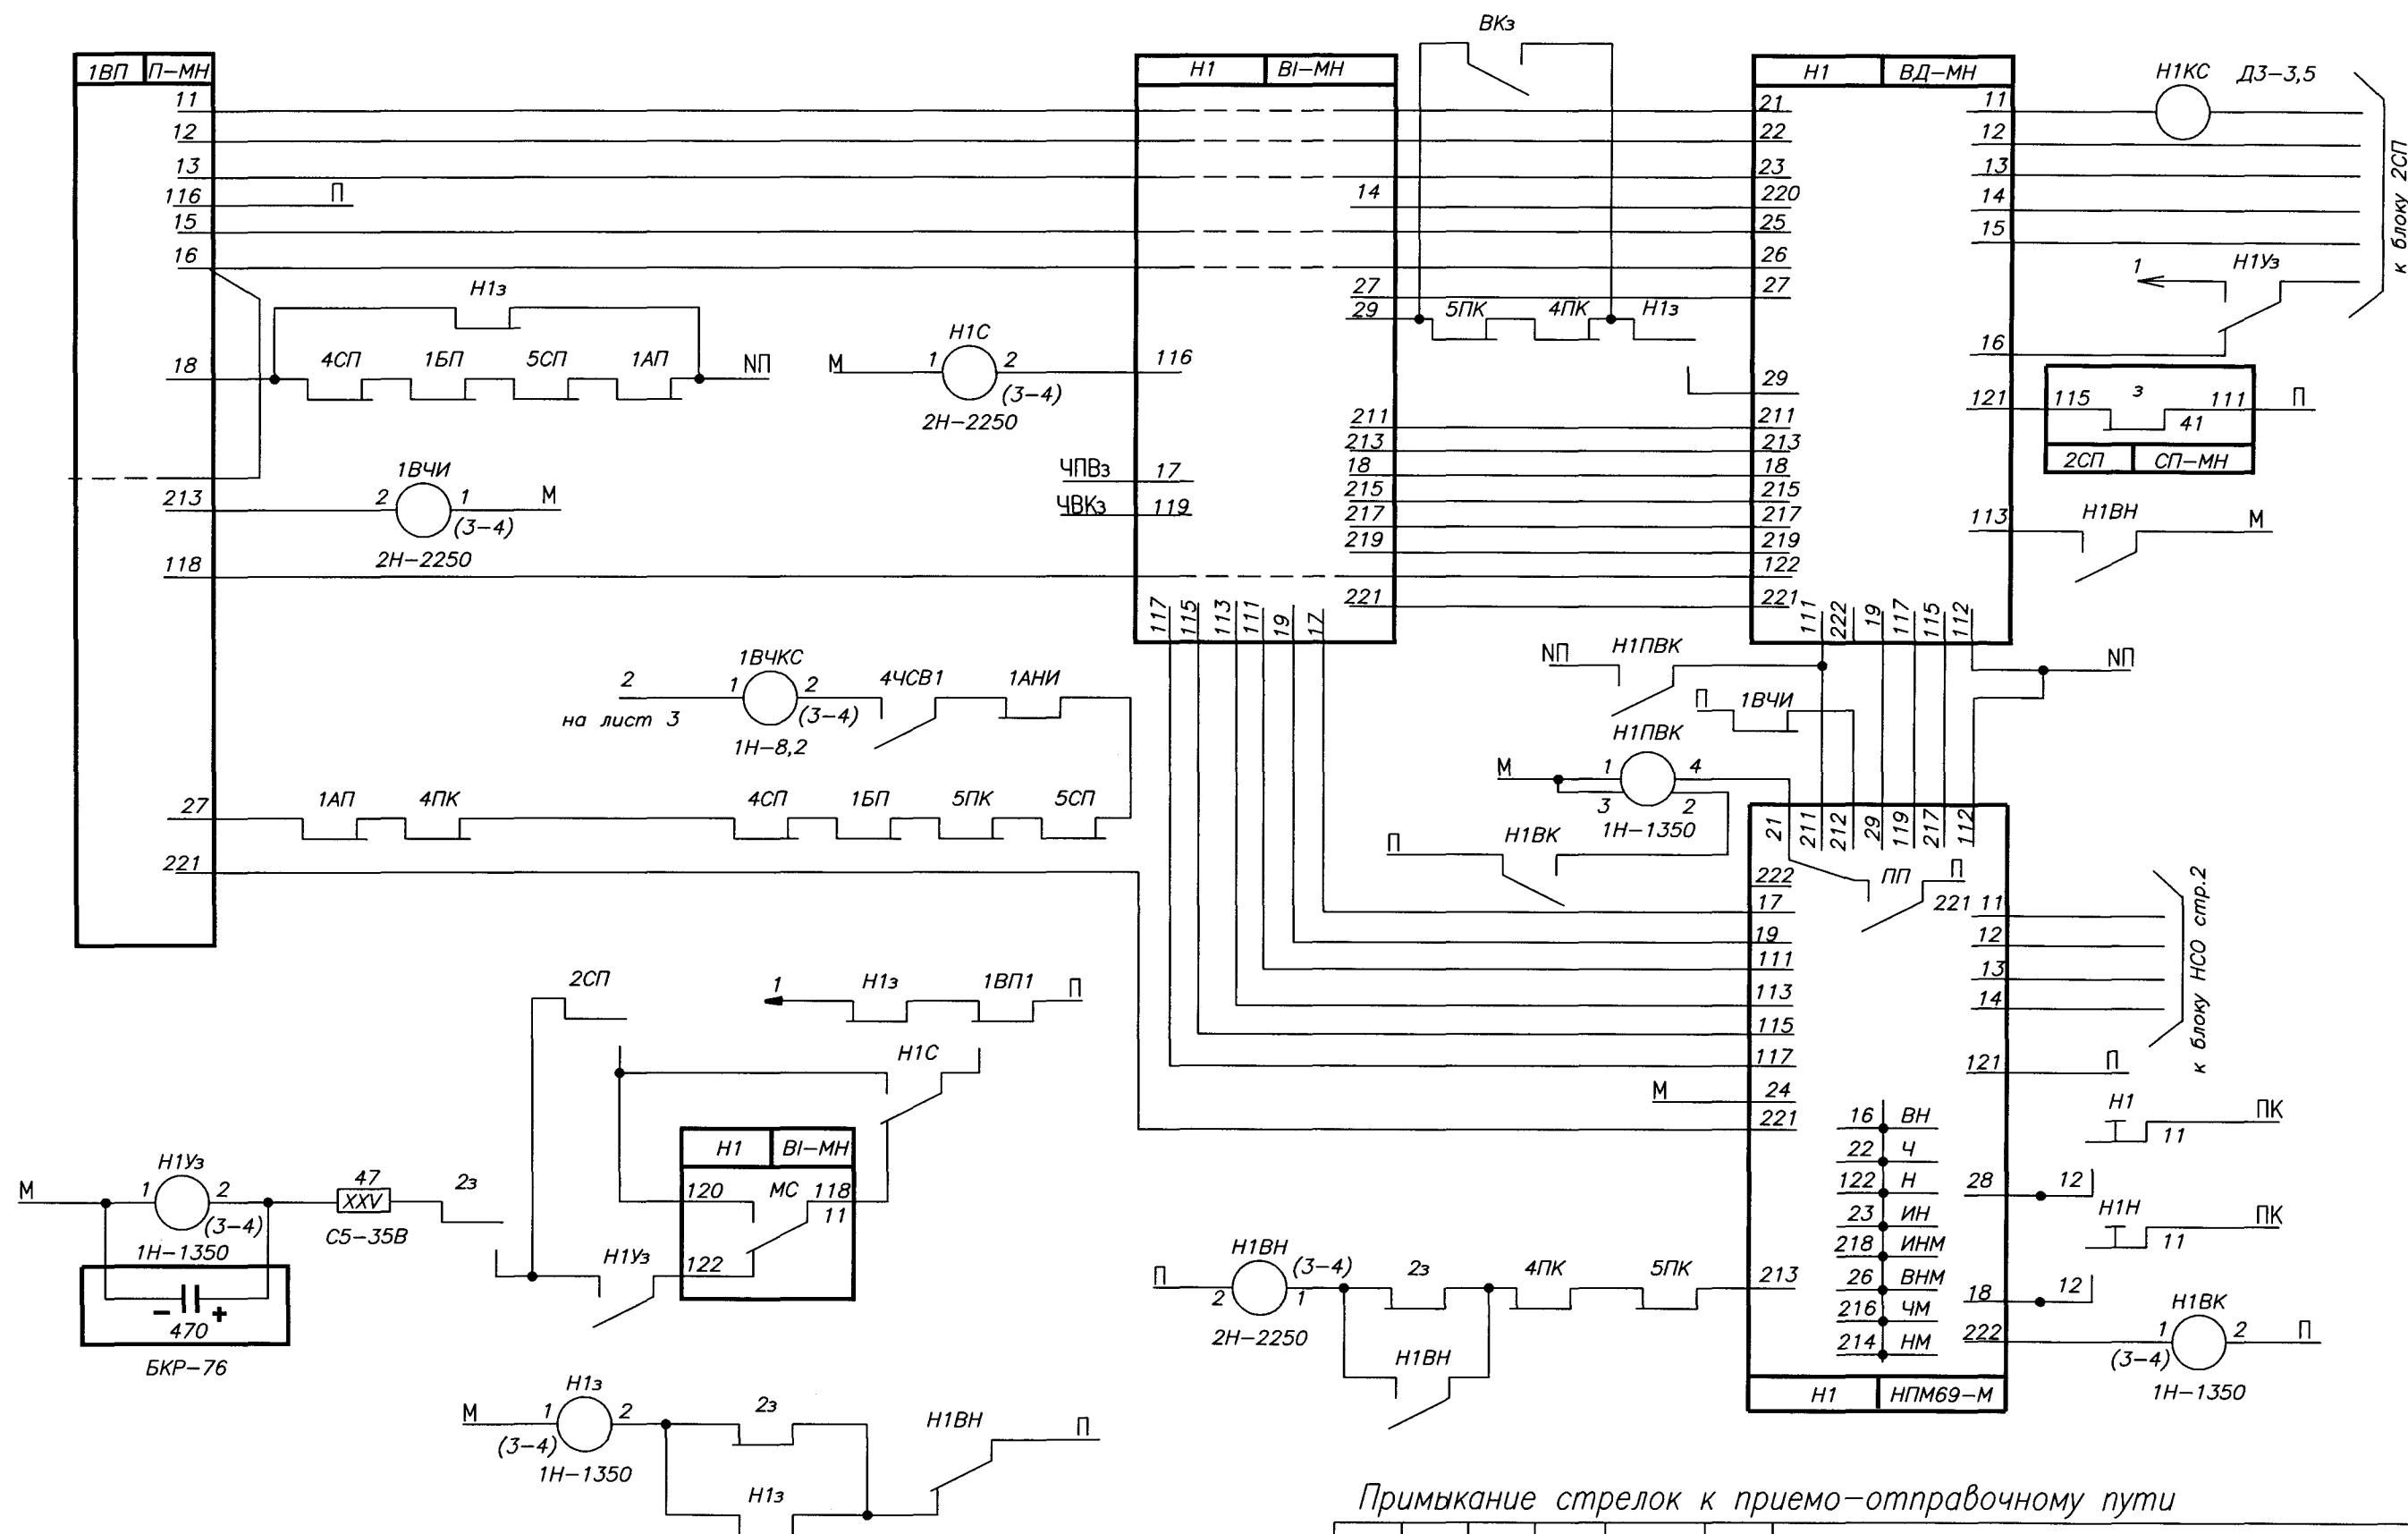 ВКз
1ВП П-МН
Н1 ВI-МН
Н1 ВД-МН
Н1КС Д3-3,5
11 21 11
12 22 12
13 23 13
116 П 14 220 14
15 25 15
16 26 Н1Уз
1
к блоку 2СП
Н1з 27 27
29 5ПК 4ПК Н1з
4СП 1БП 5СП 1АП
18 NП
Н1С
М 1 2 116
(3-4)
2Н-2250
16
29
121 115 з 111 П
41
2СП СП-МН
211 211
213 213
1ВЧИ ЧПВз 17 18 18
213 2 1 М
(3-4)
ЧВКз 119 215 215
2Н-2250
217 217
113 Н1ВН М
219 219
118 122
221 221
117 115 113 111 19 17
111 222 19 117 115 112
1ВЧКС 4ЧСВ1 1АНИ
2 1 2
(3-4)
на лист 3
1Н-8,2
NП Н1ПВК NП
П 1ВЧИ
Н1ПВК
М 1 4
3 2
1Н-1350
27 1АП 4ПК 4СП 1БП 5ПК 5СП
21 211 212 29 119 217 112
П Н1ВК
221
222 ПП П
17 221 11
19 12
111 13
113 14
115
117 121 П
к блоку НСО стр.2
М 24
221
2СП 1 Н1з 1ВП1 П
Н1С
Н1 ВI-МН
120 МС 118
11
122
Н1Уз
М 1 2
(3-4)
1Н-1350
47
XXV
С5-35В
2з
Н1Уз
- +
470
БКР-76
16 ВН
22 Ч
122 Н
23 ИН
218 ИНМ
26 ВНМ
216 ЧМ
214 НМ
Н1 ПК
11
28 12
Н1Н ПК
11
18 12
Н1ВК
222 1 2 П
(3-4)
1Н-1350
Н1ВН (3-4) 2з 4ПК 5ПК 213
П 2 1
2Н-2250
Н1ВН
Н1 НПМ69-М
Н1з
М 1 2 2з Н1ВН П
(3-4)
1Н-1350
Н1з
Примыкание стрелок к приемо-отправочному пути